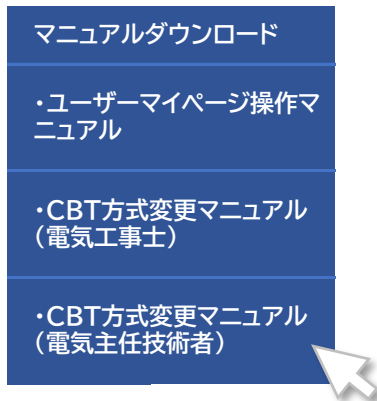 マニュアルダウンロード
・ユーザーマイページ操作マ
ニュアル
・CBT方式変更マニュアル
（電気工事士）
・CBT方式変更マニュアル
（電気主任技術者）